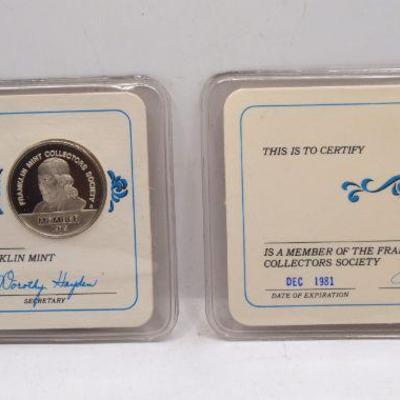 FRANKLIN MINT COLLECTORS SOCIETY
MEMBER
KLIN MINT
Dorothy Hayden
SECRETARY
THIS IS TO CERTIFY
IS A MEMBER OF THE FRA
COLLECTORS SOCIETY
DEC 1981
DATE OF EXPIRATION